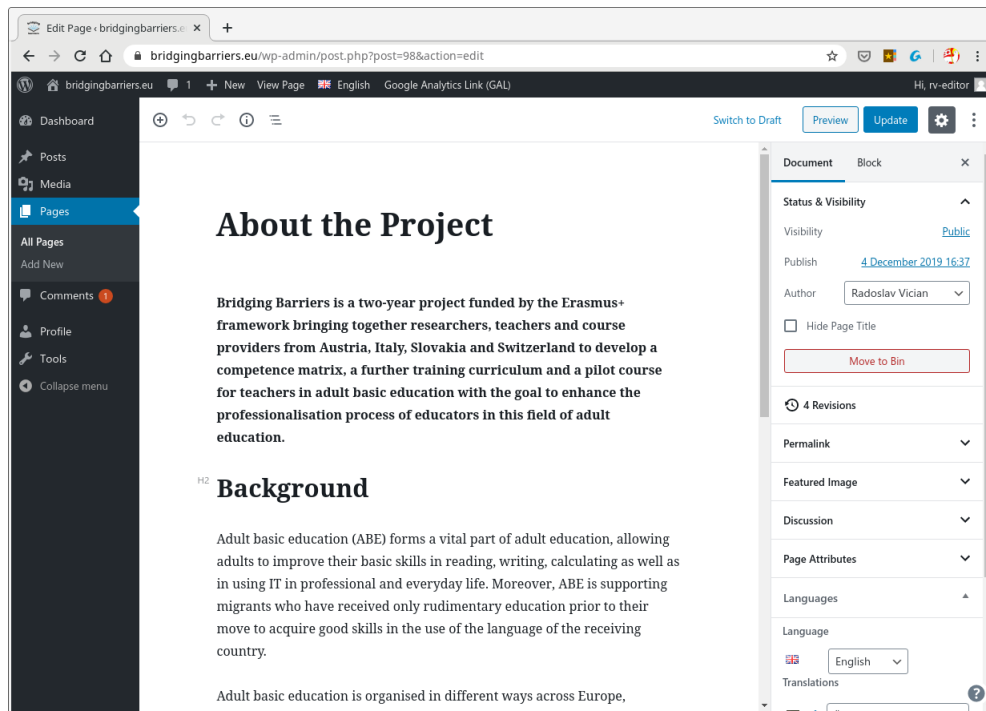 Edit Page ‹ bridgingbarriers.e
bridgingbarriers.eu/wp-admin/post.php?post=98&action=edit
bridgingbarriers.eu 1 New View Page English Google Analytics Link (GAL) Hi, rv-editor
Dashboard
Posts
Media
Pages
All Pages
Add New
Comments 1
Profile
Tools
Collapse menu
Switch to Draft Preview Update
About the Project
Bridging Barriers is a two-year project funded by the Erasmus+
framework bringing together researchers, teachers and course
providers from Austria, Italy, Slovakia and Switzerland to develop a
competence matrix, a further training curriculum and a pilot course
for teachers in adult basic education with the goal to enhance the
professionalisation process of educators in this field of adult
education.
H2 Background
Adult basic education (ABE) forms a vital part of adult education, allowing
adults to improve their basic skills in reading, writing, calculating as well as
in using IT in professional and everyday life. Moreover, ABE is supporting
migrants who have received only rudimentary education prior to their
move to acquire good skills in the use of the language of the receiving
country.
Adult basic education is organised in different ways across Europe,
Document Block
Status & Visibility
Visibility Public
Publish 4 December 2019 16:37
Author Radoslav Vician
Hide Page Title
Move to Bin
4 Revisions
Permalink
Featured Image
Discussion
Page Attributes
Languages
Language
English
Translations